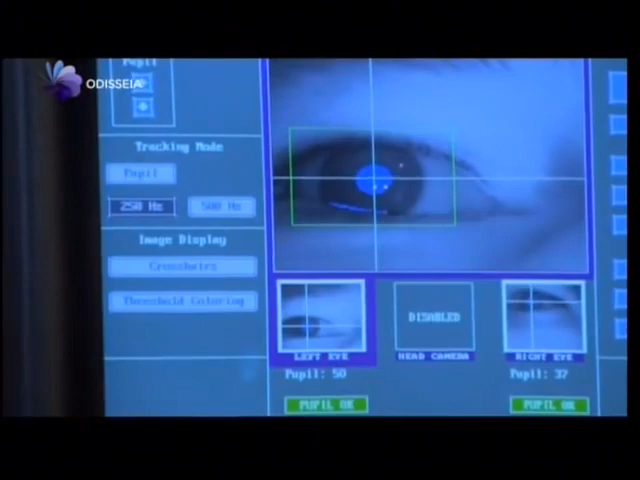 ODISSEIA
Pupil
Tracking Mode
Pupil
250 Hz
500 Hz
Image Display
Crosshairs
Threshold Coloring
DISABLED
LEFT EYE
HEAD CAMERA
RIGHT EYE
Pupil: 50
Pupil: 37
PUPIL OK
PUPIL OK